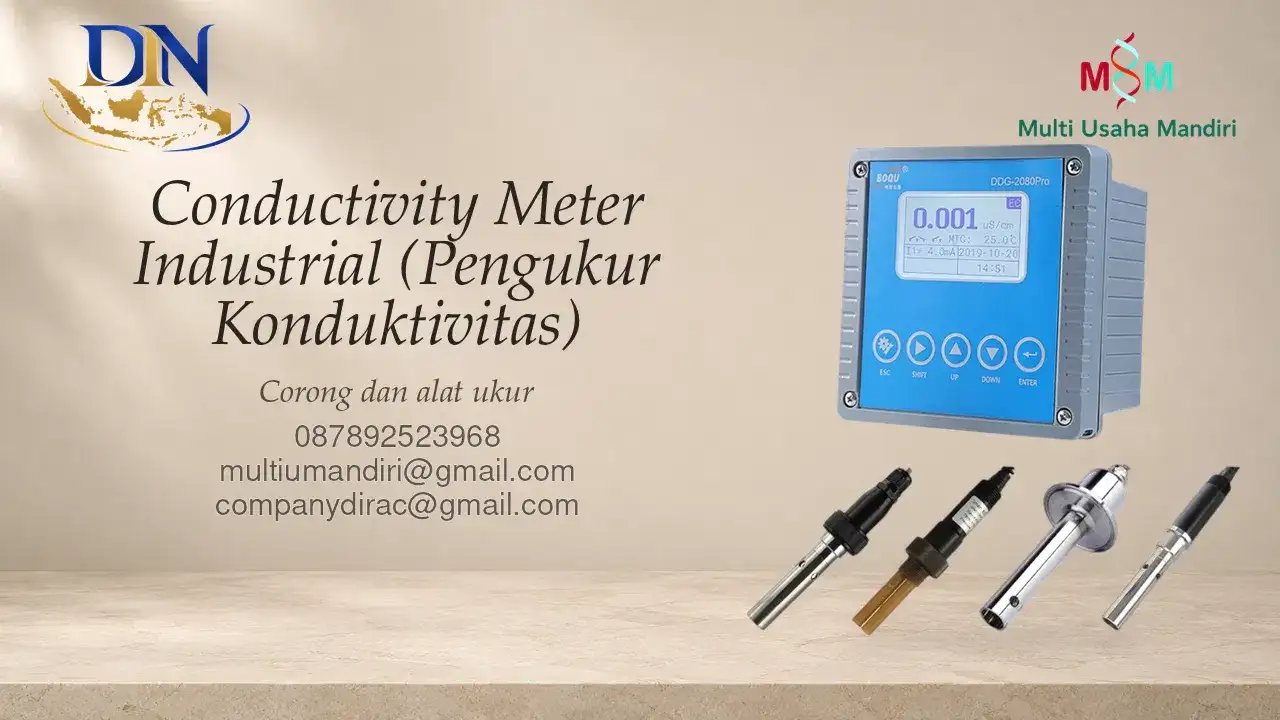 DN
M M
Multi Usaha Mandiri
Conductivity Meter
Industrial (Pengukur
Konduktivitas)
Corong dan alat ukur
087892523968
multiumandiri@gmail.com
companydirac@gmail.com
BOQU
DDG-2080Pro
EC
0.001 uS/cm
MTC: 25.0℃
I1= 4.0mA 2019-10-20
14:51
ESC SHIFT UP DOWN ENTER